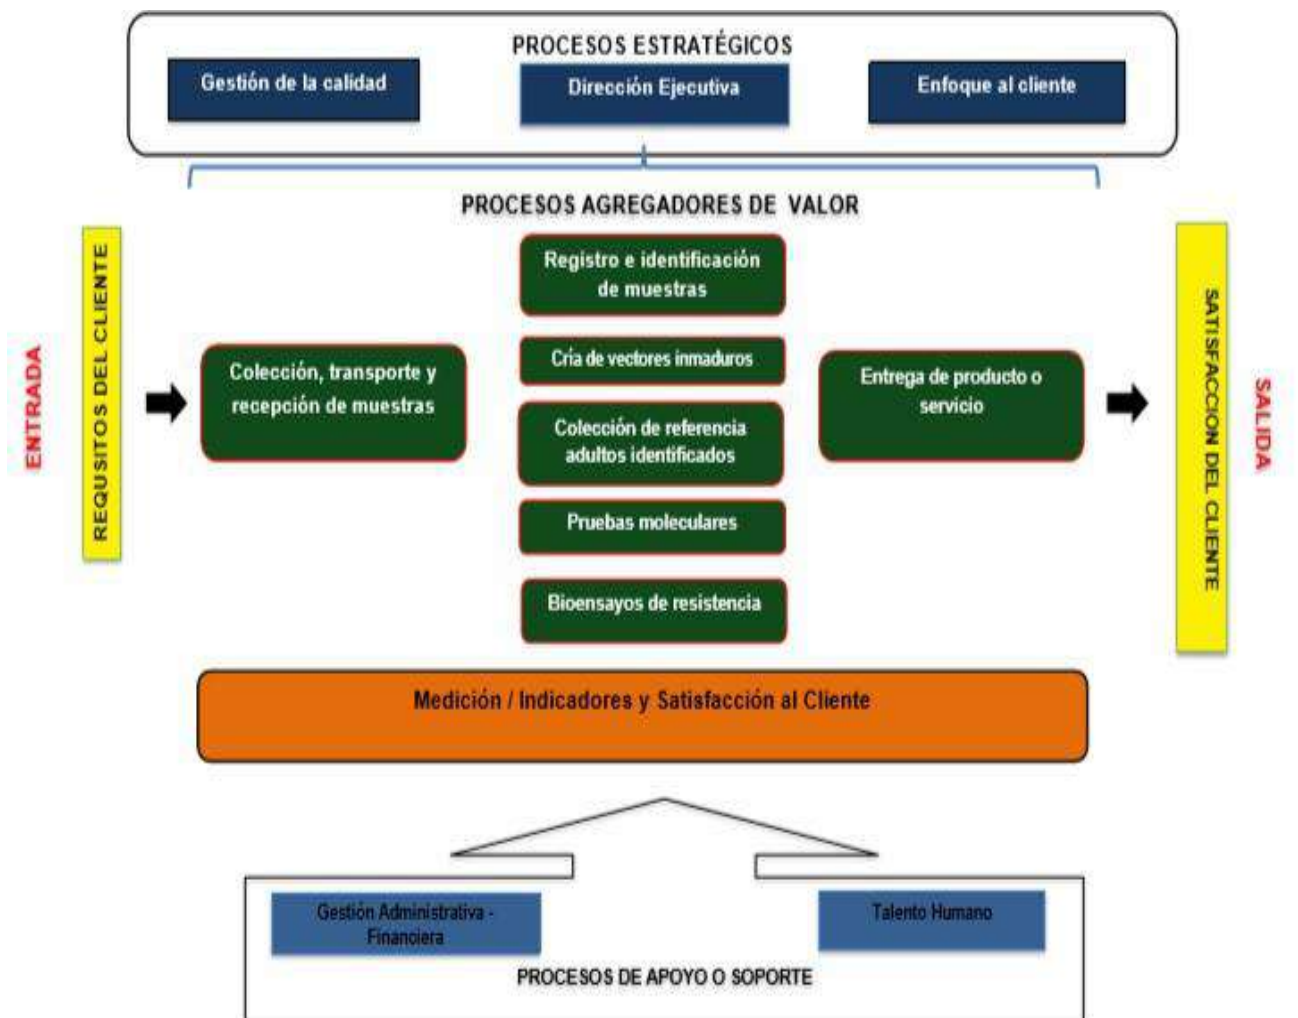 PROCESOS ESTRATÉGICOS
Gestión de la calidad
Dirección Ejecutiva
Enfoque al cliente
PROCESOS AGREGADORES DE VALOR
ENTRADA
REQUSITOS DEL CLIENTE
Colección, transporte y
recepción de muestras
Registro e identificación
de muestras
Cría de vectores inmaduros
Colección de referencia
adultos identificados
Pruebas moleculares
Bioensayos de resistencia
Entrega de producto o
servicio
SATISFACCION DEL CLIENTE
SALIDA
Medición / Indicadores y Satisfacción al Cliente
Gestión Administrativa -
Financiera
Talento Humano
PROCESOS DE APOYO O SOPORTE